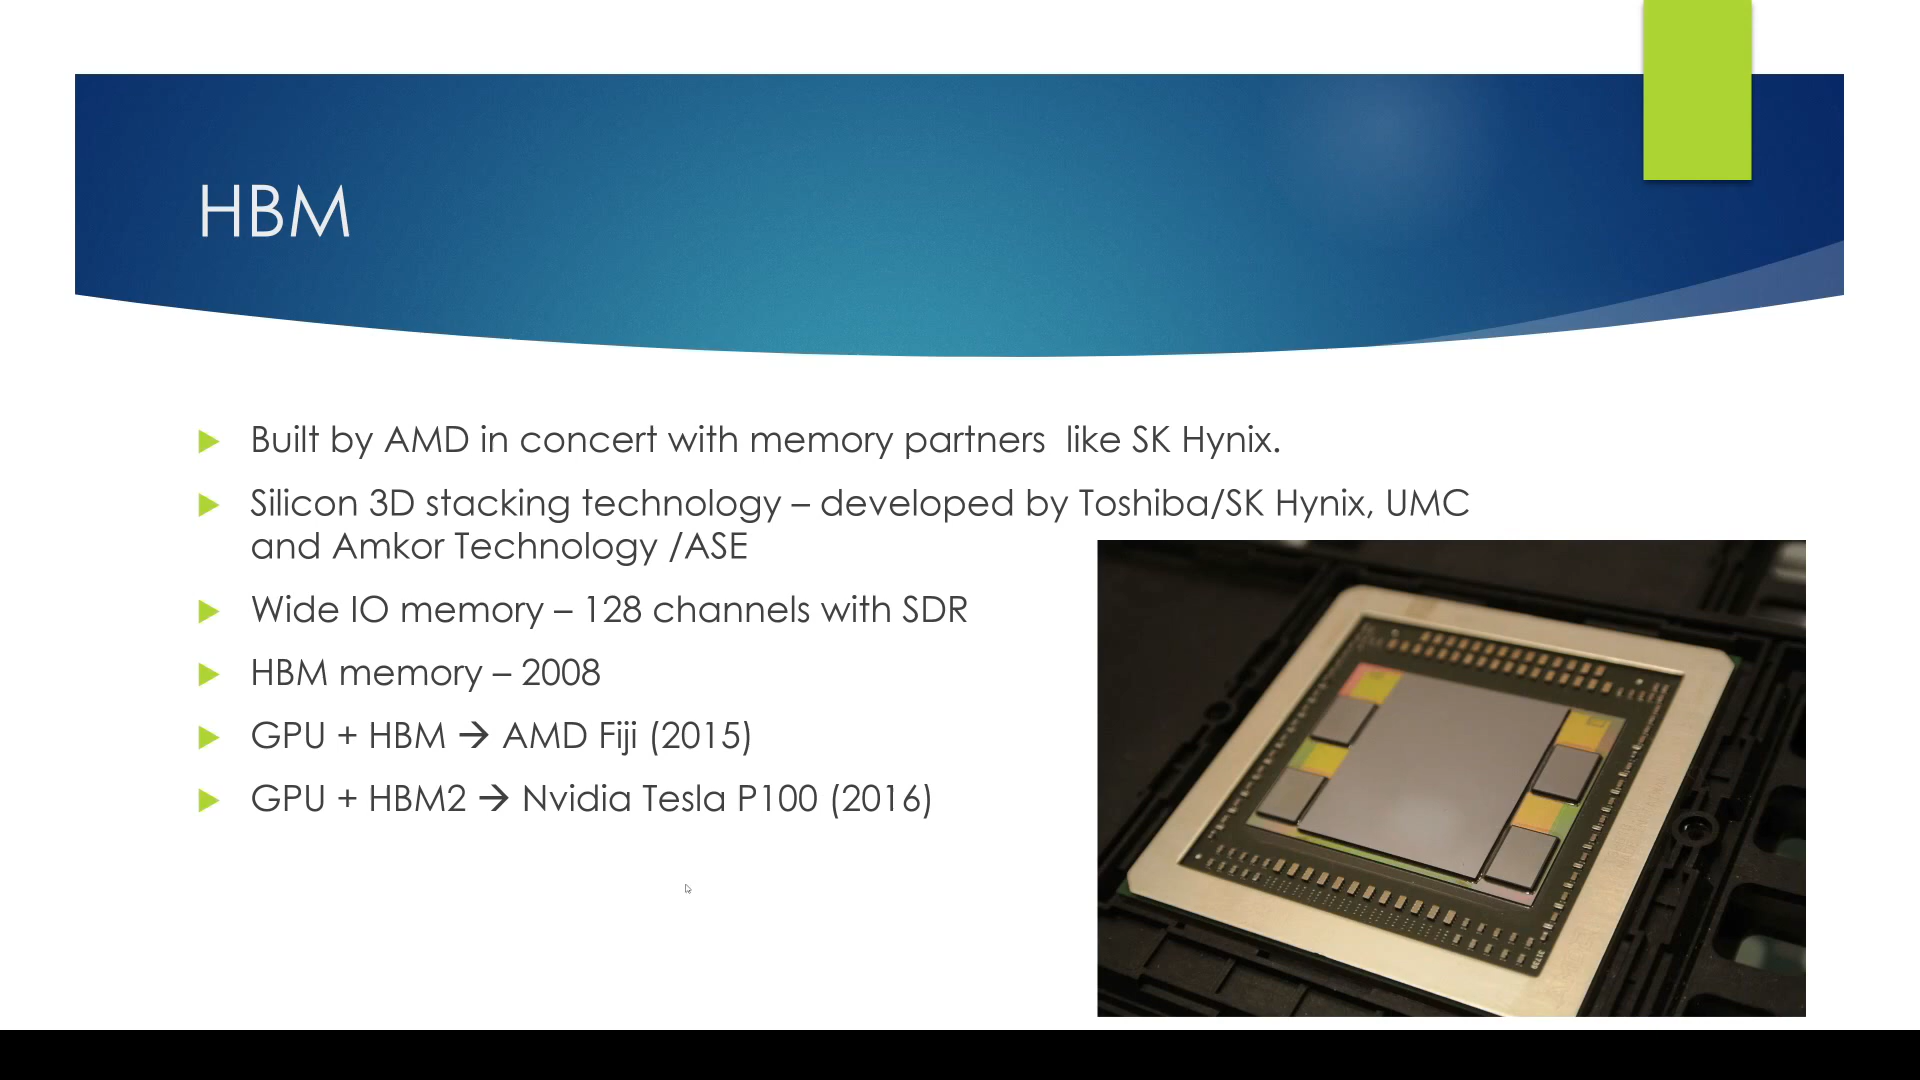 HBM
Built by AMD in concert with memory partners  like SK Hynix.
Silicon 3D stacking technology – developed by Toshiba/SK Hynix, UMC
and Amkor Technology /ASE
Wide IO memory – 128 channels with SDR
HBM memory – 2008
GPU + HBM → AMD Fiji (2015)
GPU + HBM2 → Nvidia Tesla P100 (2016)